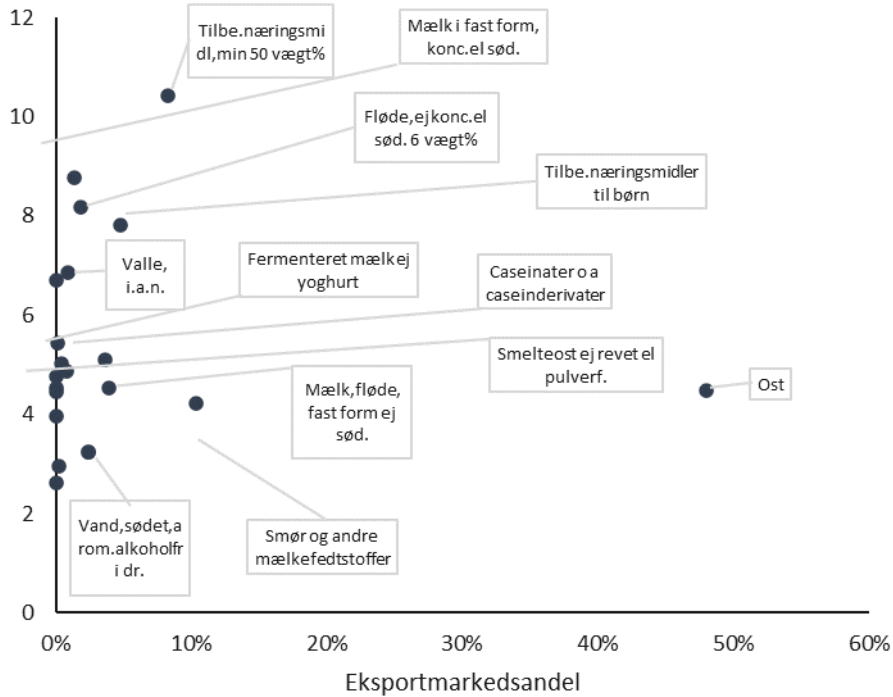 12
10
8
6
4
2
0
Tilbe.næringsmi
dl,min 50 vægt%
Mælk i fast form,
konc.el sød.
Fløde,ej konc.el
sød. 6 vægt%
Tilbe.næringsmidler
til børn
Valle,
i.a.n.
Fermenteret mælk ej
yoghurt
Caseinater o a
caseinderivater
Smelteost ej revet el
pulverf.
Ost
Mælk,fløde,
fast form ej
sød.
Vand,sødet,a
rom.alkoholfr
i dr.
Smør og andre
mælkefedtstoffer
0% 10% 20% 30% 40% 50% 60%
Eksportmarkedsandel